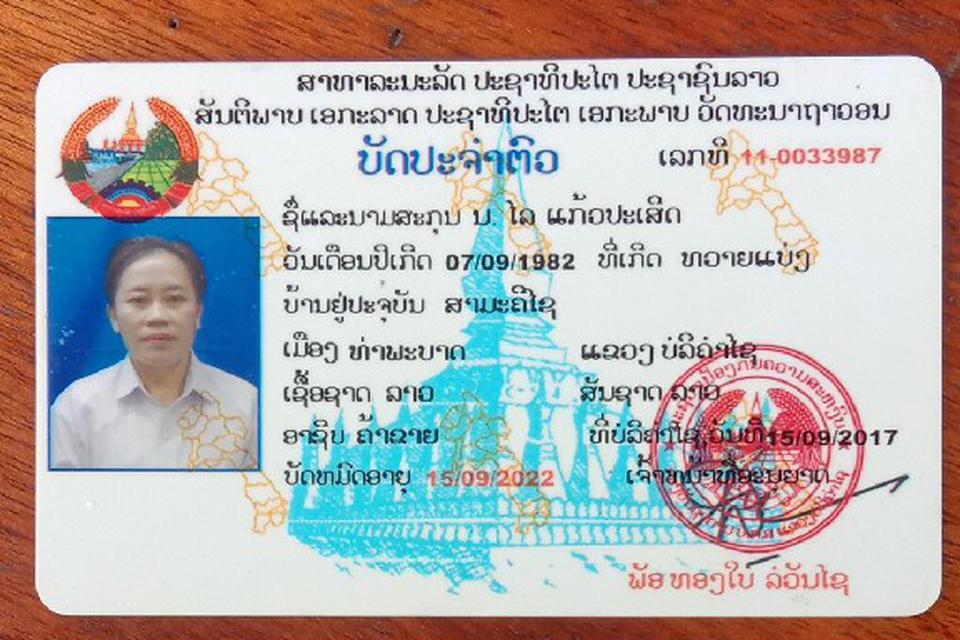 ສາທາລະນະລັດ ປະຊາທິປະໄຕ ປະຊາຊົນລາວ
ສັນຕິພາບ ເອກະລາດ ປະຊາທິປະໄຕ ເອກະພາບ ວັດທະນາຖາວອນ
ບັດປະຈຳຕົວ ເລກທີ 11-0033987
ຊື່ແລະນາມສະກຸນ ນ. ໄລ ແກ້ວປະເສີດ
ວັນເດືອນປີເກີດ 07/09/1982 ທີ່ເກີດ ທວາຍແບ່ງ
ບ້ານຢູ່ປະຈຸບັນ ສາມະຄີໄຊ
ເມືອງ ທ່າພະບາດ ແຂວງ ບໍລິຄຳໄຊ
ເຊື້ອຊາດ ລາວ ສັນຊາດ ລາວ
ອາຊີບ ຄ້າຂາຍ ທີ່ບໍລິຄຳໄຊ,ວັນທີ15/09/2017
ບັດຫມົດອາຍຸ 15/09/2022 ເຈົ້າຫນ້າທີ່ອະນຸຍາດ
ພັອ ທອງໃບ ລໍວັນໄຊ